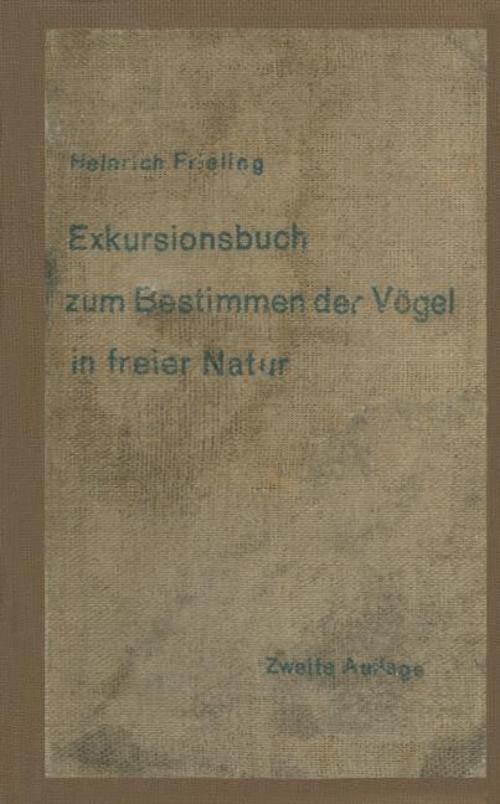 Heinrich Frieling
Exkursionsbuch
zum Bestimmen der Vögel
in freier Natur
Zweite Auflage